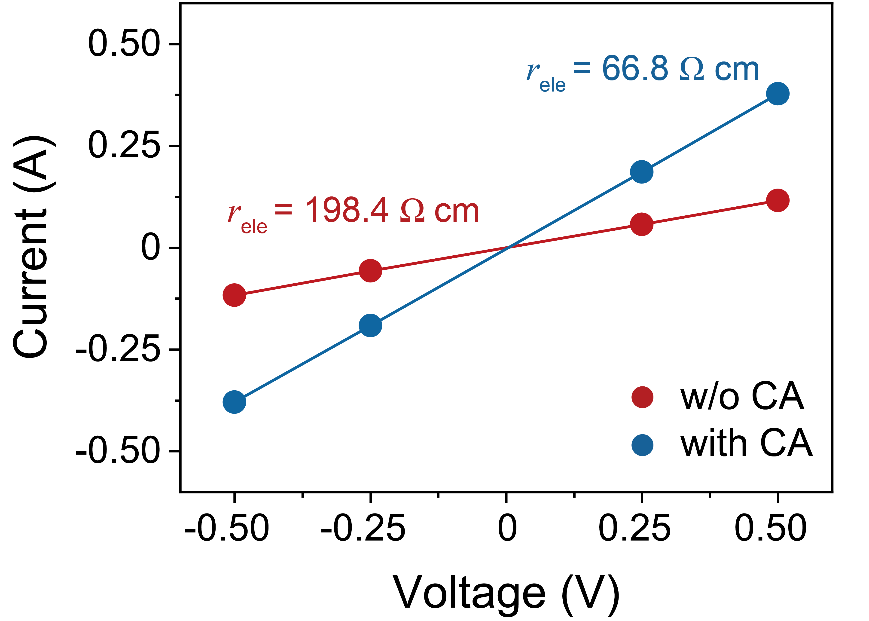 0.50
r_ele = 66.8 Ω cm
0.25
r_ele = 198.4 Ω cm
0
-0.25
w/o CA
with CA
-0.50
-0.50 -0.25 0 0.25 0.50
Voltage (V)
Current (A)